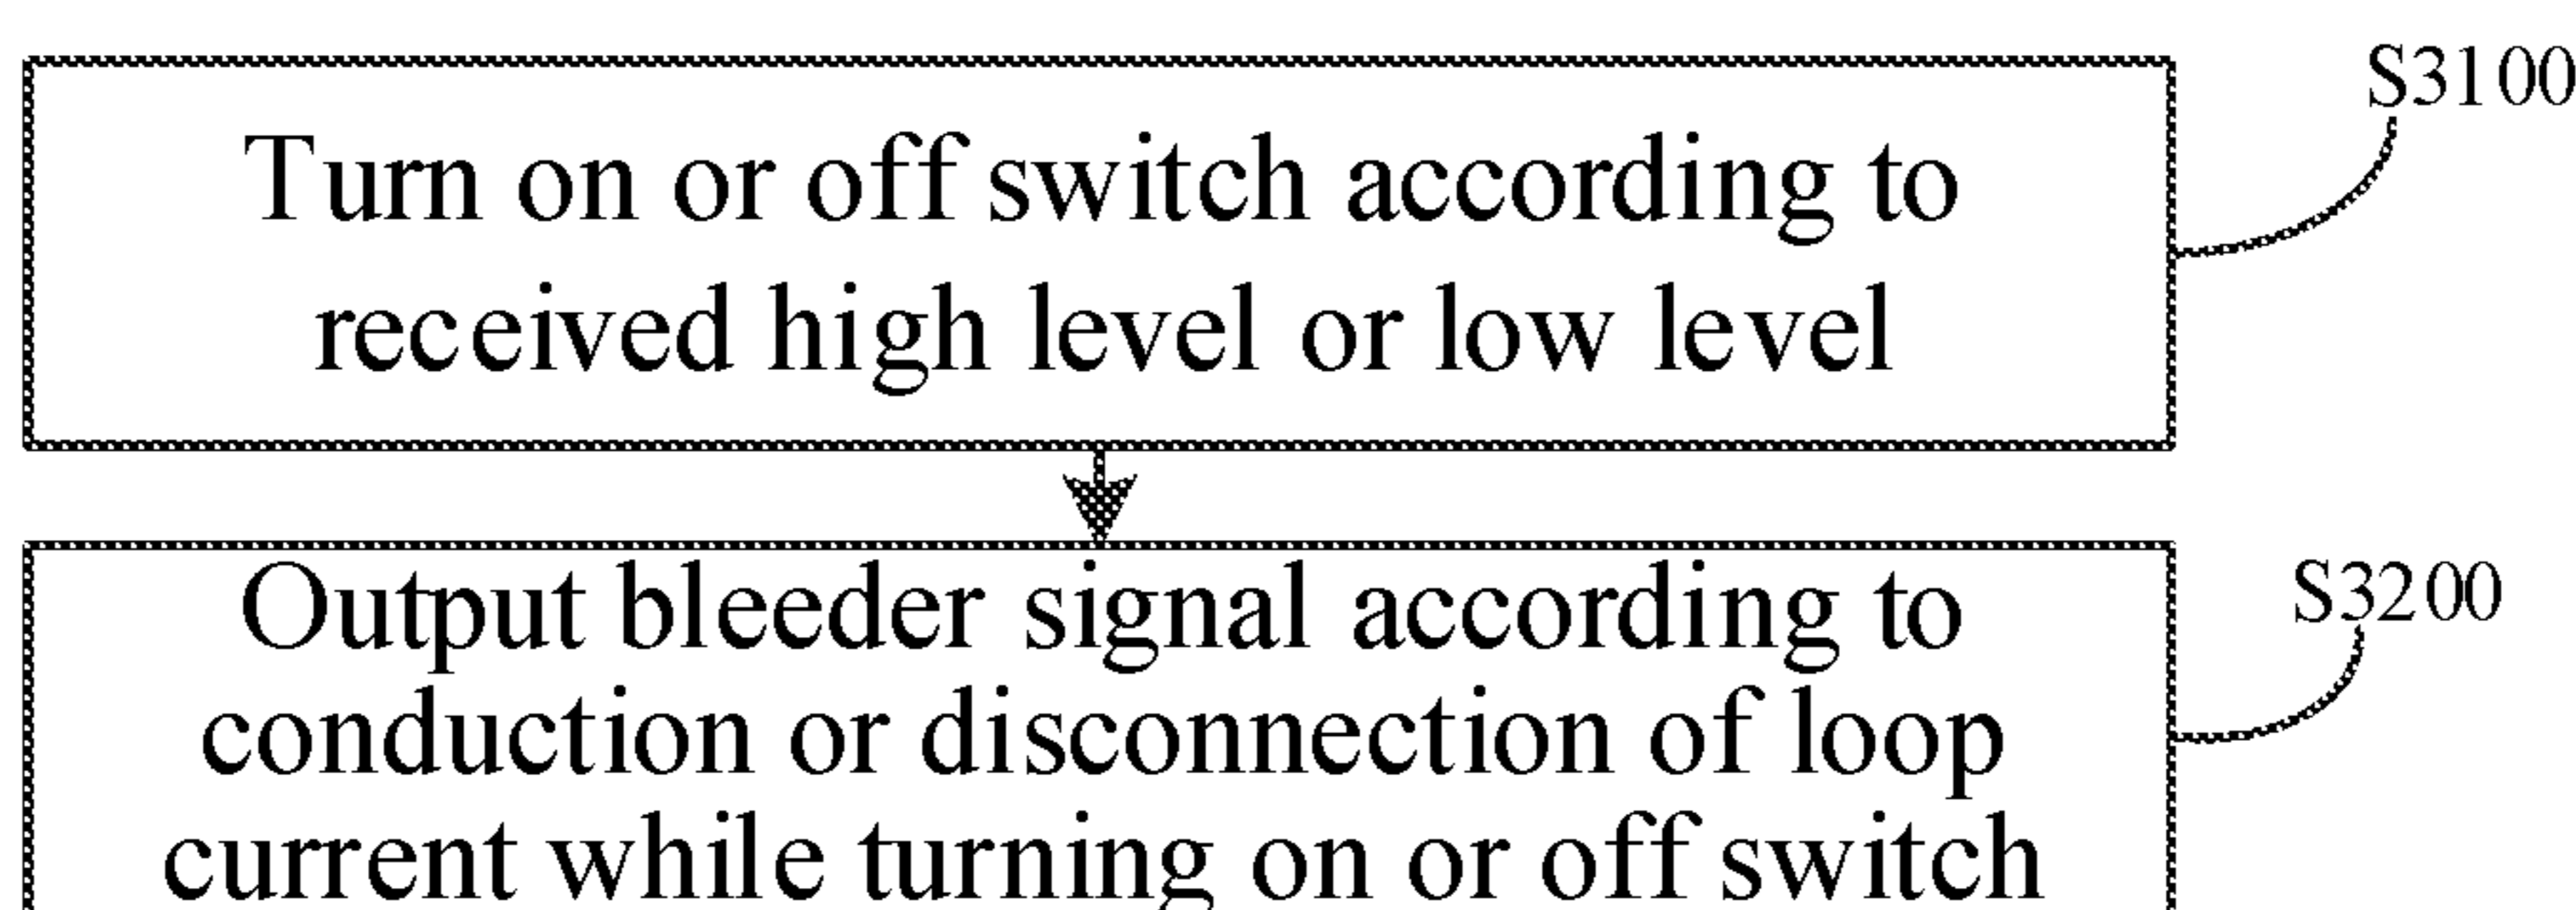 S3100
Turn on or off switch according to
received high level or low level
Output bleeder signal according to
S3200
conduction or disconnection of loop
current while turning on or off switch